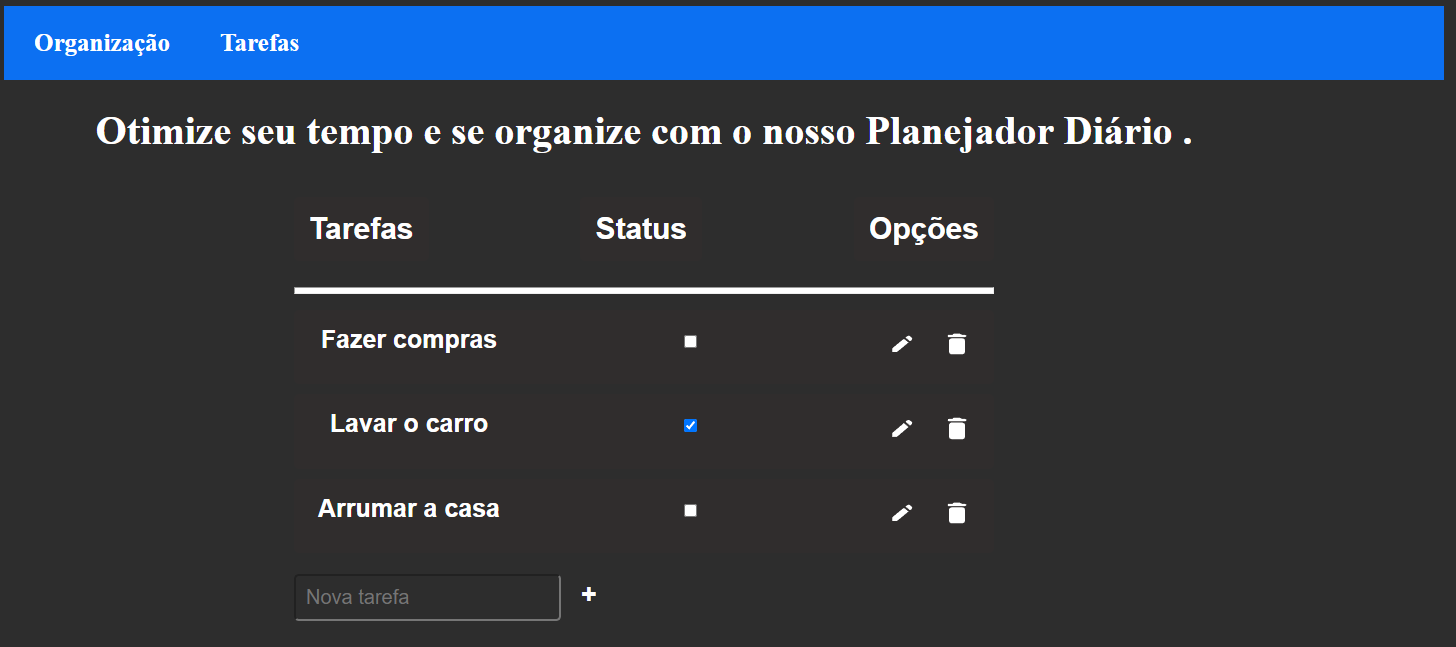 Organização Tarefas
Otimize seu tempo e se organize com o nosso Planejador Diário .
Tarefas Status Opções
Fazer compras
Lavar o carro
Arrumar a casa
Nova tarefa +